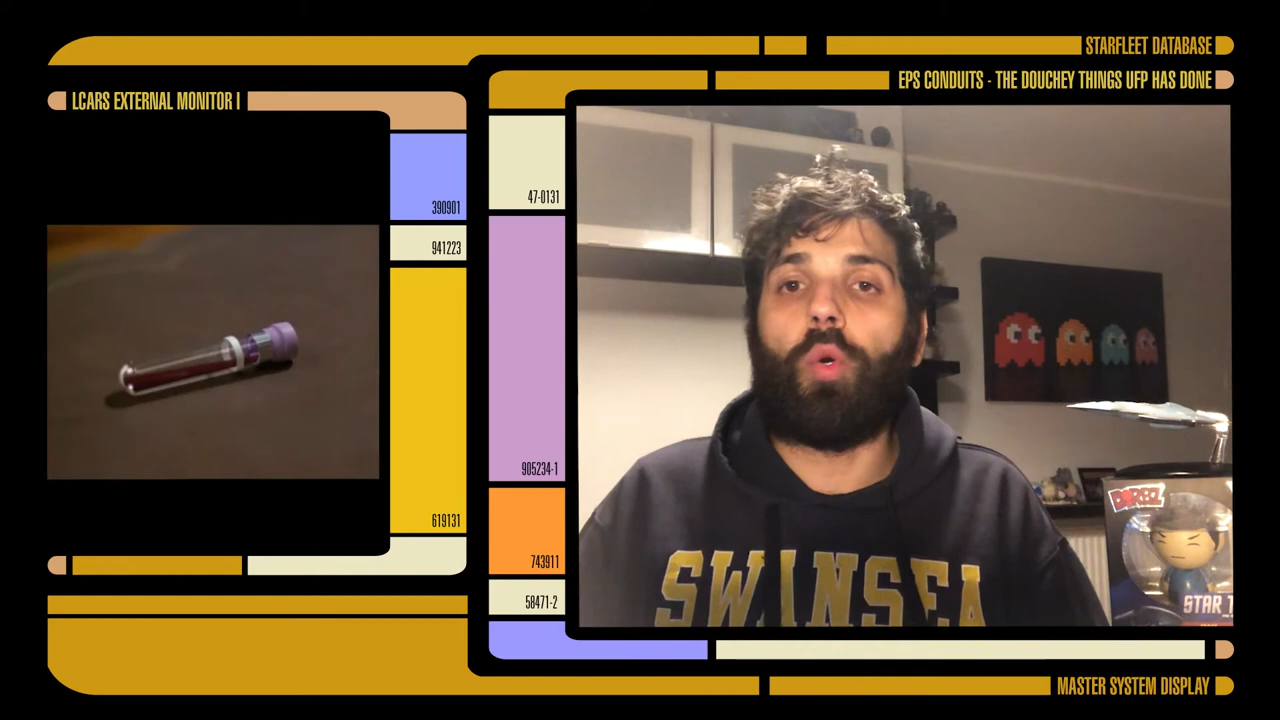 STARFLEET DATABASE
EPS CONDUITS - THE DOUCHEY THINGS UFP HAS DONE
LCARS EXTERNAL MONITOR I
390901
941223
619131
47-0131
905234-1
743911
58471-2
DORBZ
SWANSEA
STAR T
MASTER SYSTEM DISPLAY